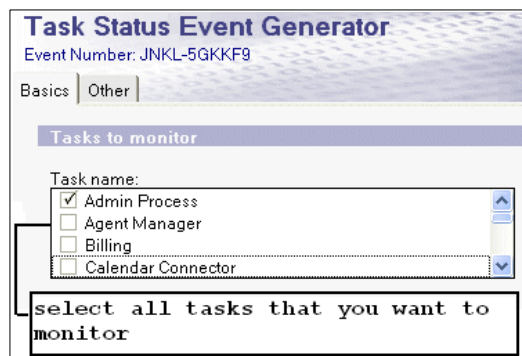 Task Status Event Generator
Event Number: JNKL-5GKKF9
Basics Other
Tasks to monitor
Task name:
Admin Process
Agent Manager
Billing
Calendar Connector
select all tasks that you want to
monitor